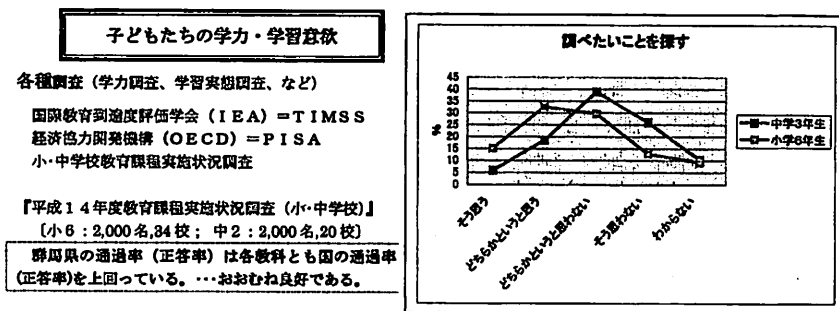 子どもたちの学力・学習意欲
各種調査（学力調査、学習実態調査、など）
国際教育到達度評価学会（ＩＥＡ）＝ＴＩＭＳＳ
経済協力開発機構（ＯＥＣＤ）＝ＰＩＳＡ
小・中学校教育課程実施状況調査
『平成１４年度教育課程実施状況調査（小・中学校）』
〔小６：2,000名,34校； 中２：2,000名,20校〕
群馬県の通過率（正答率）は各教科とも国の通過率
(正答率)を上回っている。･･･おおむね良好である。
調べたいことを探す
45
40
35
30
25
20
15
10
5
0
%
そう思う
どちらかというと思う
どちらかというと思わない
そう思わない
わからない
中学3年生
小学6年生